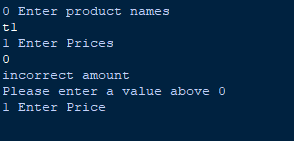 0 Enter product names
tl
1 Enter Prices
0
incorrect amount
Please enter a value above 0
1 Enter Price